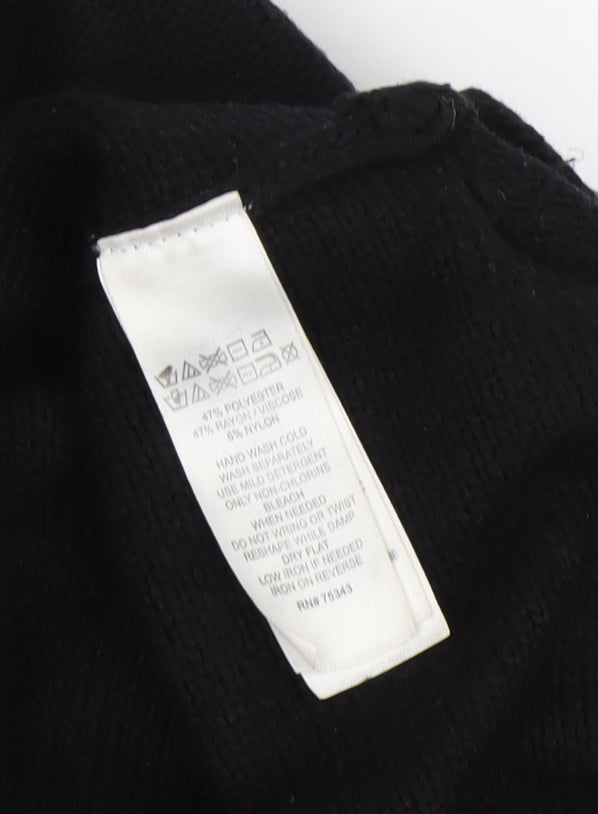 47% POLYESTER
47% RAYON / VISCOSE
6% NYLON
HAND WASH COLD
WASH SEPARATELY
USE MILD DETERGENT
ONLY NON-CHLORINE
BLEACH
WHEN NEEDED
DO NOT WRING OR TWIST
RESHAPE WHILE DAMP
DRY FLAT
LOW IRON IF NEEDED
IRON ON REVERSE
RN# 75343